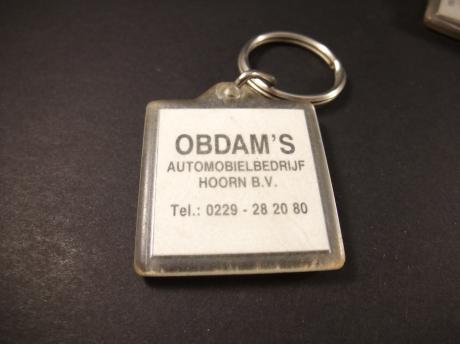 OBDAM'S
AUTOMOBIELBEDRIJF
HOORN B.V.
Tel.: 0229 - 28 20 80